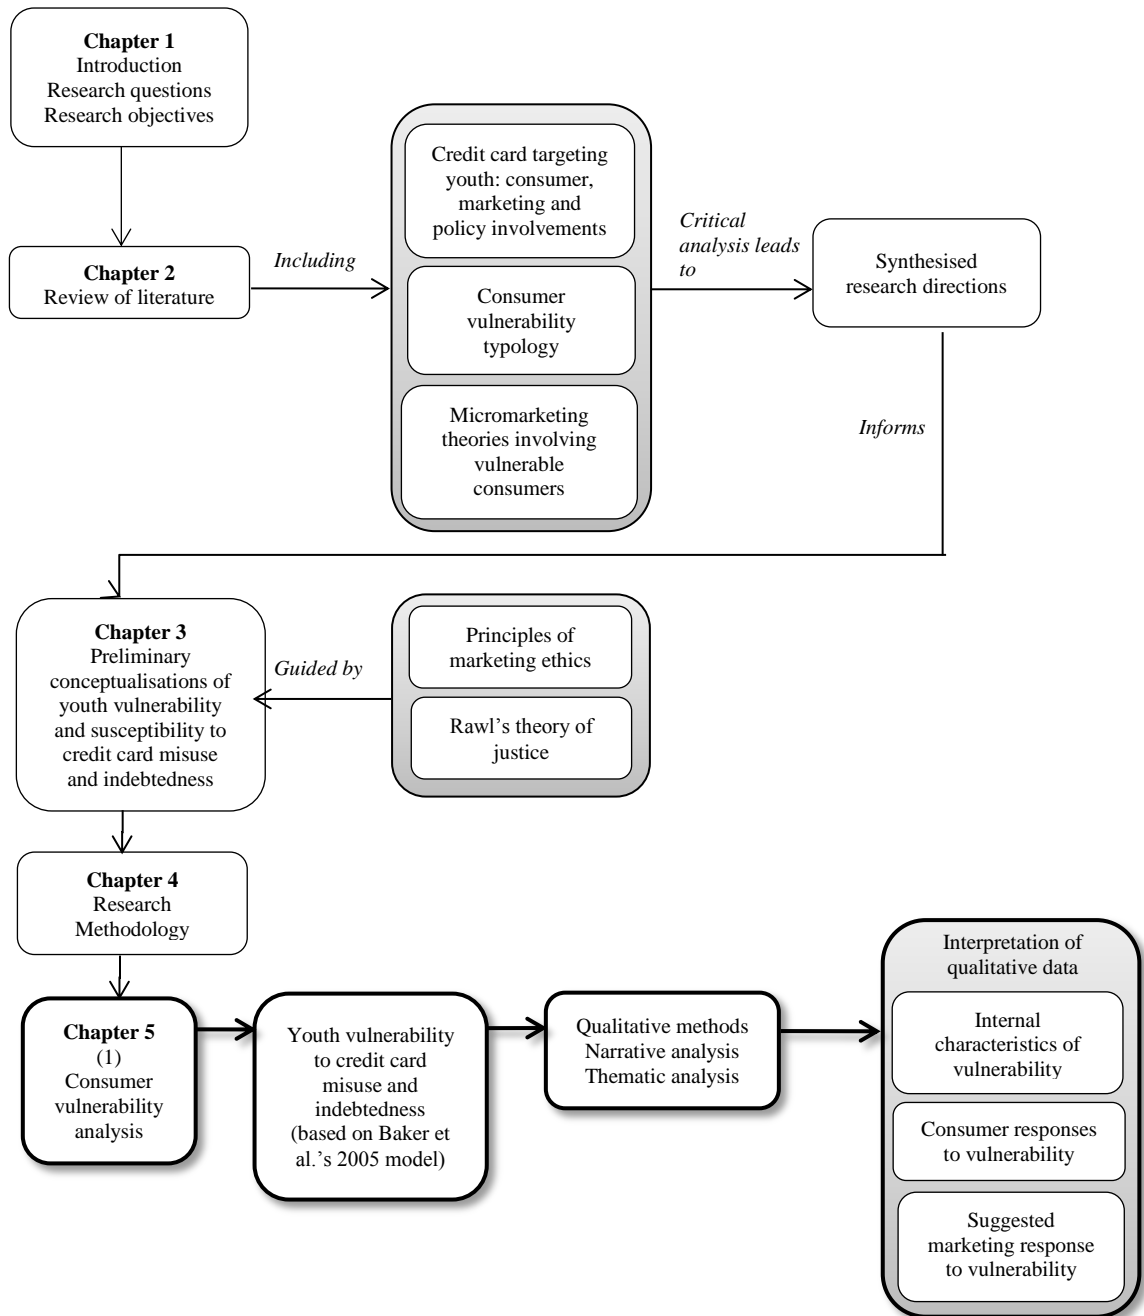 Chapter 1
Introduction
Research questions
Research objectives
Chapter 2
Review of literature
Including
Credit card targeting
youth: consumer,
marketing and
policy involvements
Consumer
vulnerability
typology
Micromarketing
theories involving
vulnerable
consumers
Critical
analysis leads
to
Synthesised
research directions
Informs
Chapter 3
Preliminary
conceptualisations of
youth vulnerability
and susceptibility to
credit card misuse
and indebtedness
Guided by
Principles of
marketing ethics
Rawl’s theory of
justice
Chapter 4
Research
Methodology
Chapter 5
(1)
Consumer
vulnerability
analysis
Youth vulnerability
to credit card
misuse and
indebtedness
(based on Baker et
al.’s 2005 model)
Qualitative methods
Narrative analysis
Thematic analysis
Interpretation of
qualitative data
Internal
characteristics of
vulnerability
Consumer responses
to vulnerability
Suggested
marketing response
to vulnerability